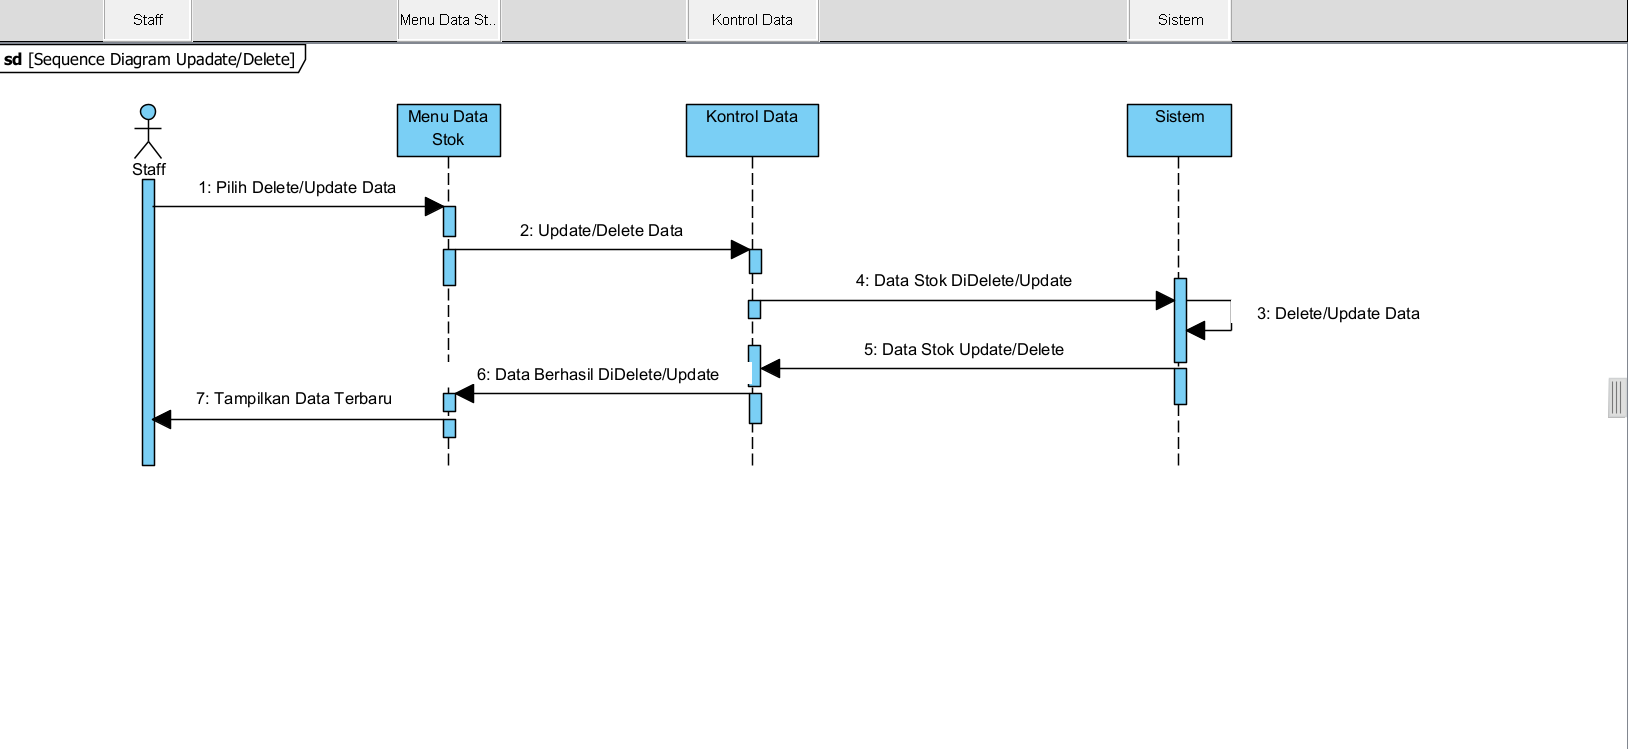 Staff
Menu Data St..
Kontrol Data
Sistem
sd [Sequence Diagram Upadate/Delete]
Menu Data
Stok
Kontrol Data
Sistem
Staff
1: Pilih Delete/Update Data
2: Update/Delete Data
4: Data Stok DiDelete/Update
3: Delete/Update Data
5: Data Stok Update/Delete
6: Data Berhasil DiDelete/Update
7: Tampilkan Data Terbaru